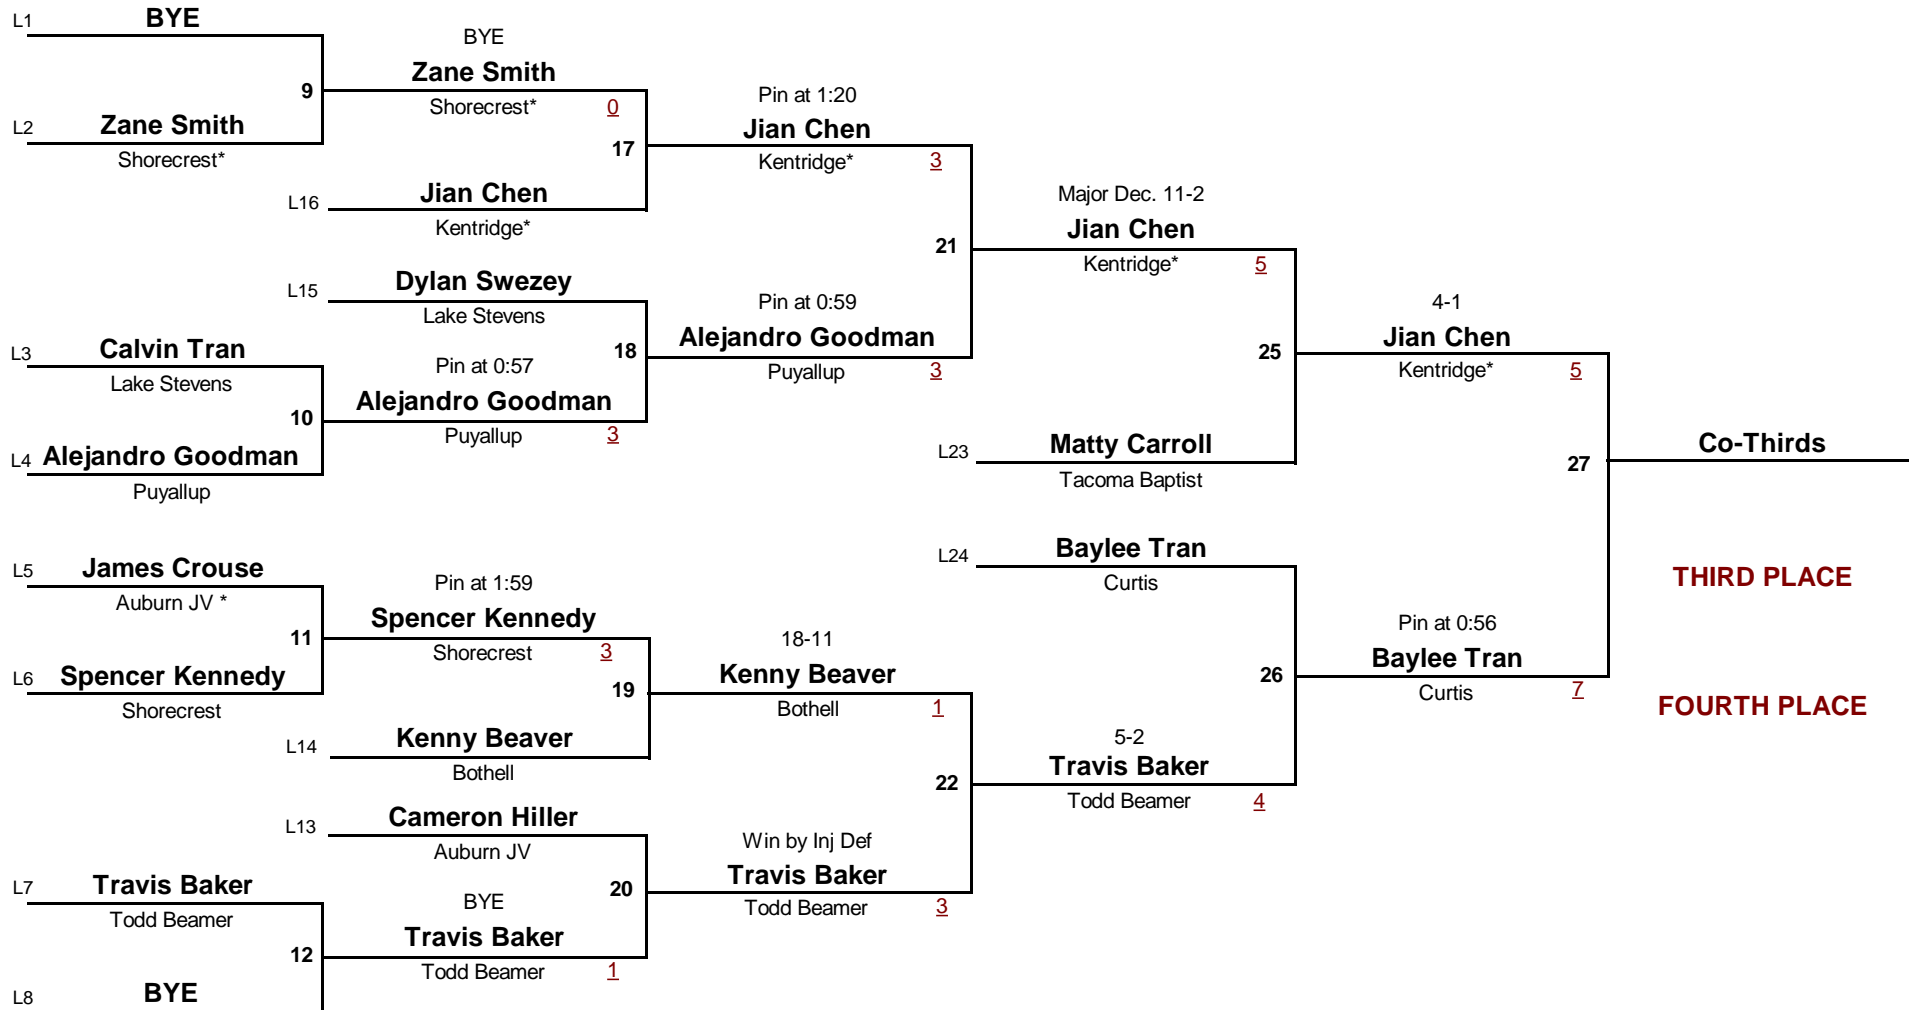 L1 BYE
BYE
Zane Smith
9
Shorecrest* 0
Pin at 1:20
L2 Zane Smith
Shorecrest*
Jian Chen
17
Kentridge* 3
L16 Jian Chen
Kentridge*
Major Dec. 11-2
Jian Chen
21
Kentridge* 5
L15 Dylan Swezey
Lake Stevens
Pin at 0:59
4-1
L3 Calvin Tran
Lake Stevens
18
Alejandro Goodman
25
Jian Chen
Pin at 0:57
Puyallup 3
Kentridge* 5
Alejandro Goodman
10
Puyallup 3
L4 Alejandro Goodman
Puyallup
L23 Matty Carroll
Tacoma Baptist
Co-Thirds
27
L5 James Crouse
Auburn JV *
L24 Baylee Tran
Curtis
THIRD PLACE
Pin at 1:59
Spencer Kennedy
11
Shorecrest 3
18-11
Pin at 0:56
L6 Spencer Kennedy
Shorecrest
19
Kenny Beaver
Bothell 1
26
Baylee Tran
Curtis 7
FOURTH PLACE
L14 Kenny Beaver
Bothell
5-2
Travis Baker
22
Todd Beamer 4
L13 Cameron Hiller
Auburn JV
Win by Inj Def
L7 Travis Baker
Todd Beamer
20
Travis Baker
Todd Beamer 3
BYE
Travis Baker
12
Todd Beamer 1
L8 BYE